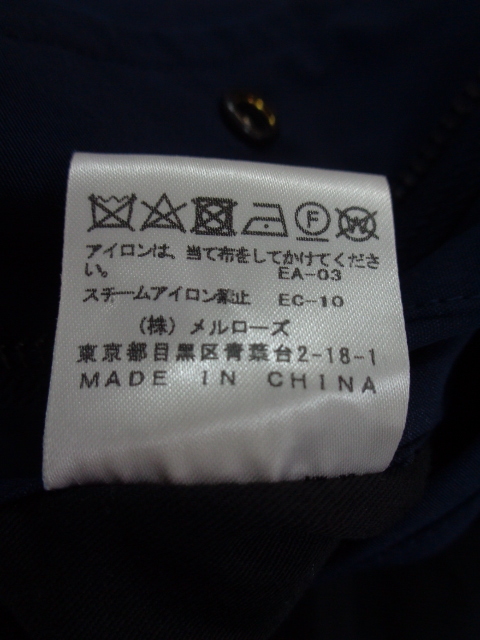 F W
アイロンは、当て布をしてかけてくださ
い。 EA-03
スチームアイロン禁止 EC-10
(株) メルローズ
東京都目黒区青葉台2-18-1
MADE IN CHINA